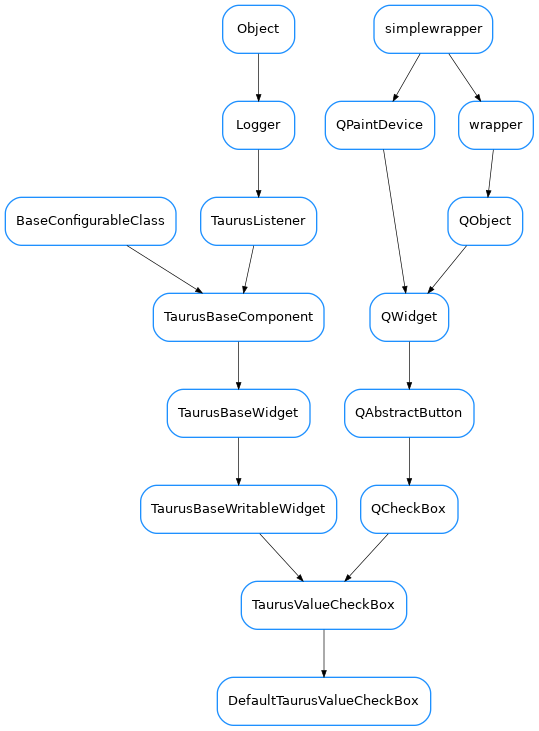 Object
simplewrapper
Logger
QPaintDevice
wrapper
BaseConfigurableClass
TaurusListener
QObject
TaurusBaseComponent
QWidget
TaurusBaseWidget
QAbstractButton
TaurusBaseWritableWidget
QCheckBox
TaurusValueCheckBox
DefaultTaurusValueCheckBox